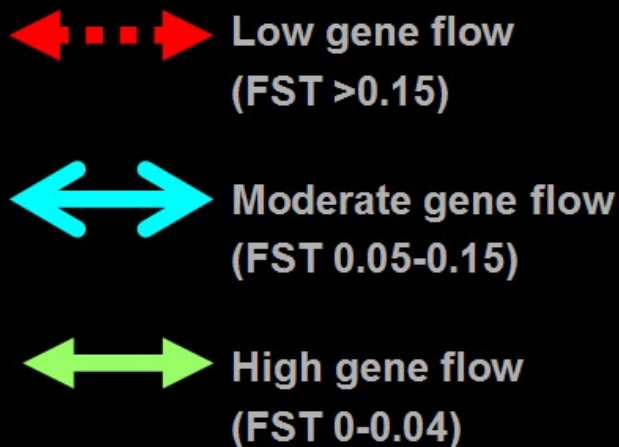 Low gene flow
(FST >0.15)
Moderate gene flow
(FST 0.05-0.15)
High gene flow
(FST 0-0.04)